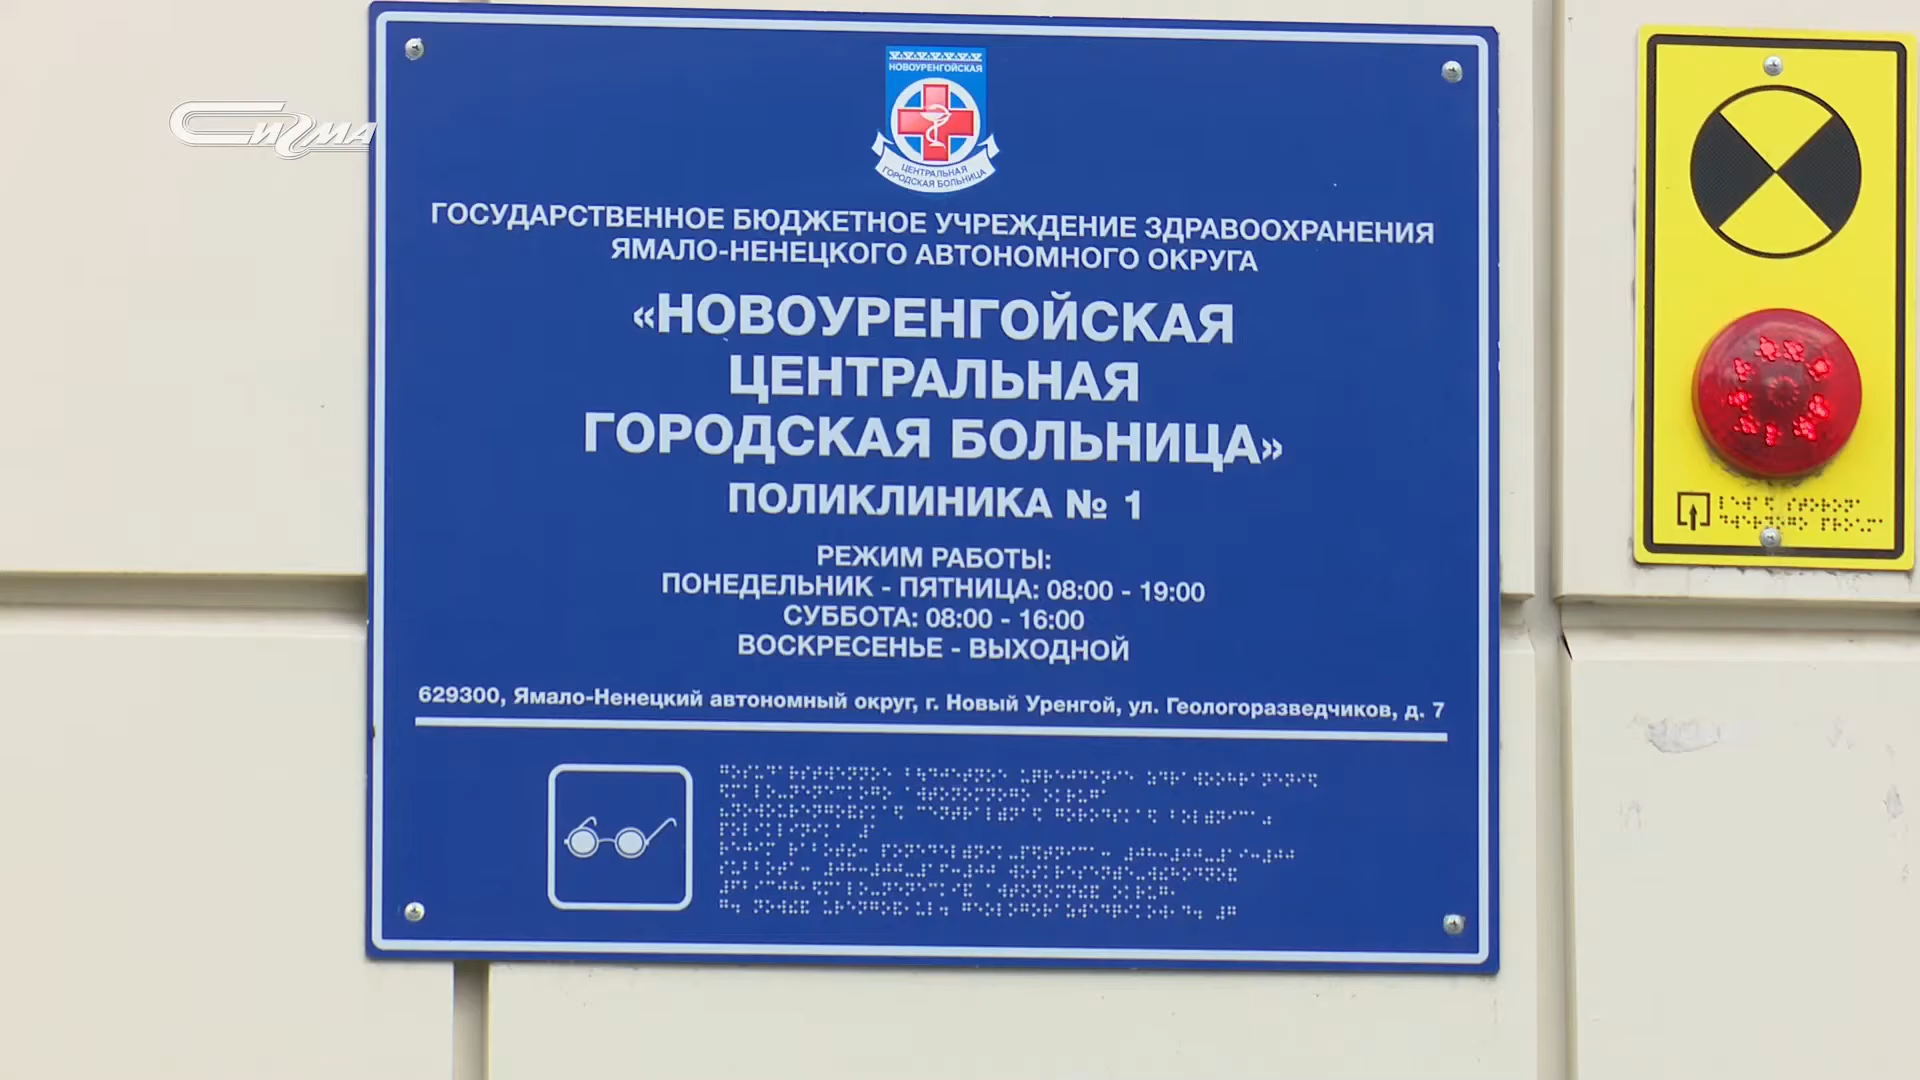 СИГМА
НОВОУРЕНГОЙСКАЯ
ЦЕНТРАЛЬНАЯ
ГОРОДСКАЯ БОЛЬНИЦА
ГОСУДАРСТВЕННОЕ БЮДЖЕТНОЕ УЧРЕЖДЕНИЕ ЗДРАВООХРАНЕНИЯ
ЯМАЛО-НЕНЕЦКОГО АВТОНОМНОГО ОКРУГА
«НОВОУРЕНГОЙСКАЯ
ЦЕНТРАЛЬНАЯ
ГОРОДСКАЯ БОЛЬНИЦА»
ПОЛИКЛИНИКА № 1
РЕЖИМ РАБОТЫ:
ПОНЕДЕЛЬНИК - ПЯТНИЦА: 08:00 - 19:00
СУББОТА: 08:00 - 16:00
ВОСКРЕСЕНЬЕ - ВЫХОДНОЙ
629300, Ямало-Ненецкий автономный округ, г. Новый Уренгой, ул. Геологоразведчиков, д. 7